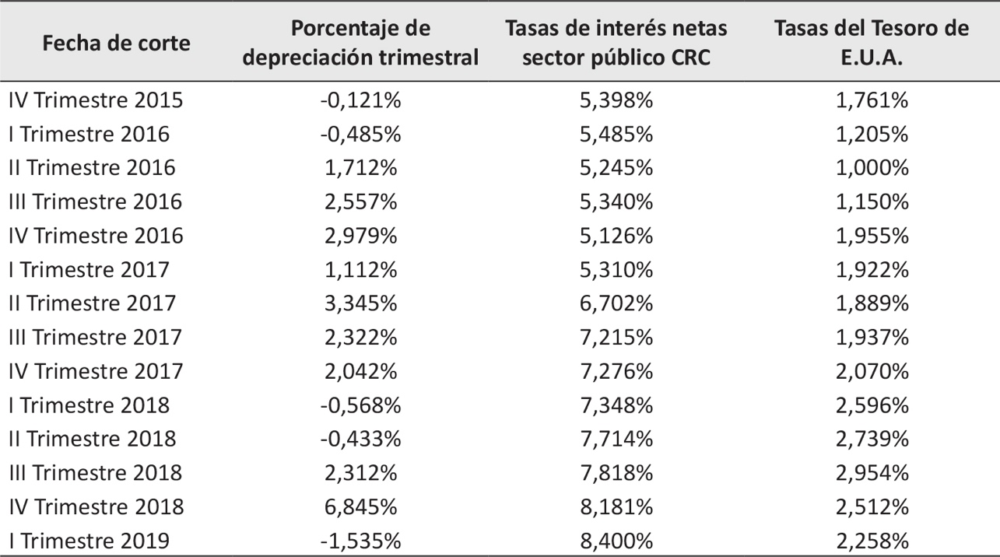 Fecha de corte Porcentaje de depreciación trimestral Tasas de interés netas sector público CRC Tasas del Tesoro de E.U.A.
IV Trimestre 2015 -0,121% 5,398% 1,761%
I Trimestre 2016 -0,485% 5,485% 1,205%
II Trimestre 2016 1,712% 5,245% 1,000%
III Trimestre 2016 2,557% 5,340% 1,150%
IV Trimestre 2016 2,979% 5,126% 1,955%
I Trimestre 2017 1,112% 5,310% 1,922%
II Trimestre 2017 3,345% 6,702% 1,889%
III Trimestre 2017 2,322% 7,215% 1,937%
IV Trimestre 2017 2,042% 7,276% 2,070%
I Trimestre 2018 -0,568% 7,348% 2,596%
II Trimestre 2018 -0,433% 7,714% 2,739%
III Trimestre 2018 2,312% 7,818% 2,954%
IV Trimestre 2018 6,845% 8,181% 2,512%
I Trimestre 2019 -1,535% 8,400% 2,258%